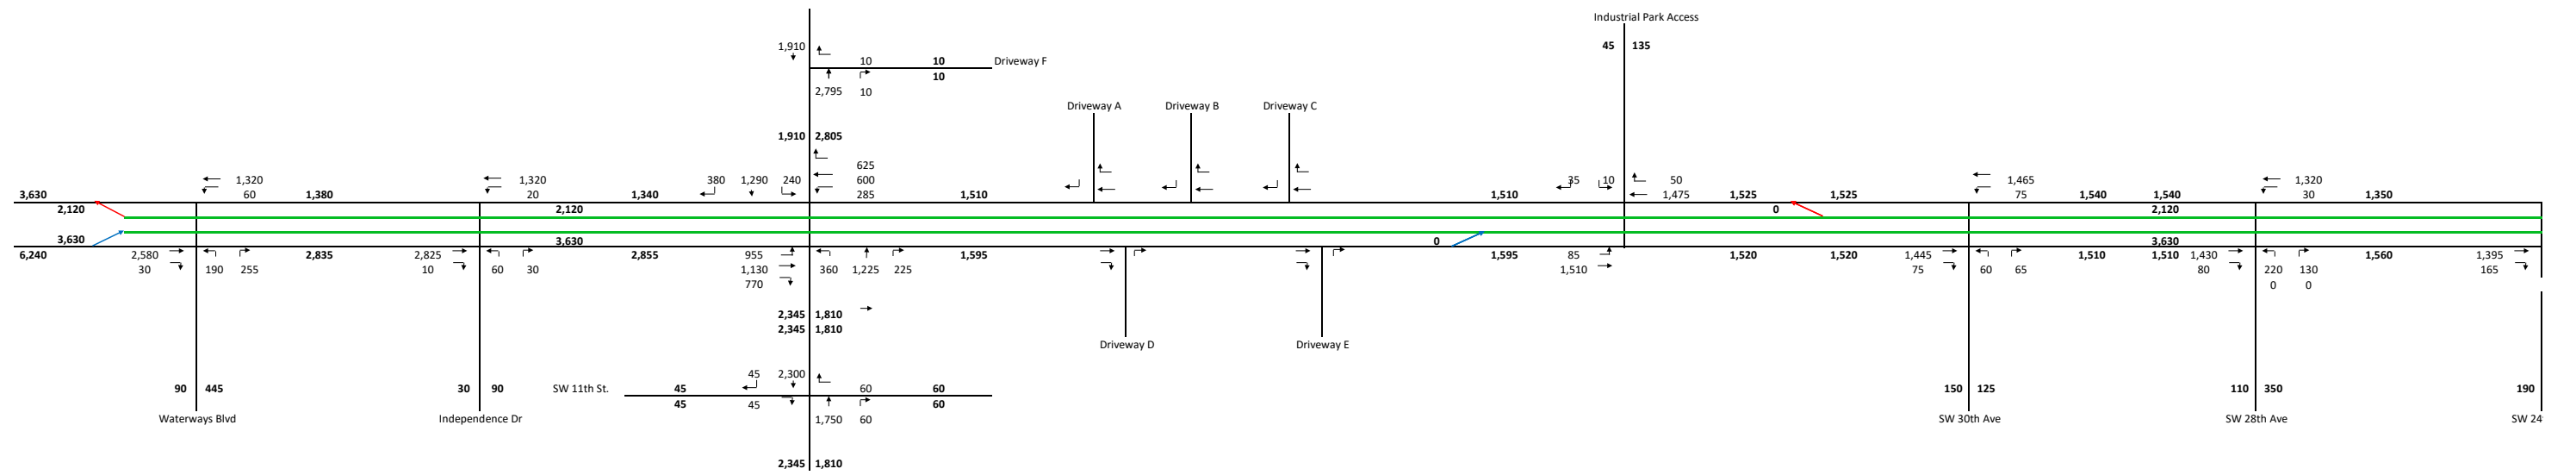 Industrial Park Access
1,910
45 135
10 10 Driveway F
10
2,795 10
Driveway A Driveway B Driveway C
1,910 2,805
625
1,320 1,320 380 1,290 240 600 35 10 50 1,465 1,320
3,630 60 1,380 20 1,340 285 1,510 1,510 1,475 1,525 1,525 75 1,540 1,540 30 1,350
2,120 2,120 0 2,120
3,630 3,630 0 3,630
6,240 2,580 2,835 2,825 2,855 955 1,595 1,595 85 1,520 1,520 1,445 1,510 1,510 1,430 1,560 1,395
30 190 255 10 60 30 1,130 360 1,225 225 1,510 75 60 65 80 220 130 165
770 0 0
2,345 1,810
2,345 1,810
Driveway D Driveway E
45 2,300
90 445 30 90 SW 11th St. 45 60 60 150 125 110 350 190
45 45 60
Waterways Blvd Independence Dr 1,750 60 SW 30th Ave SW 28th Ave SW 24
2,345 1,810